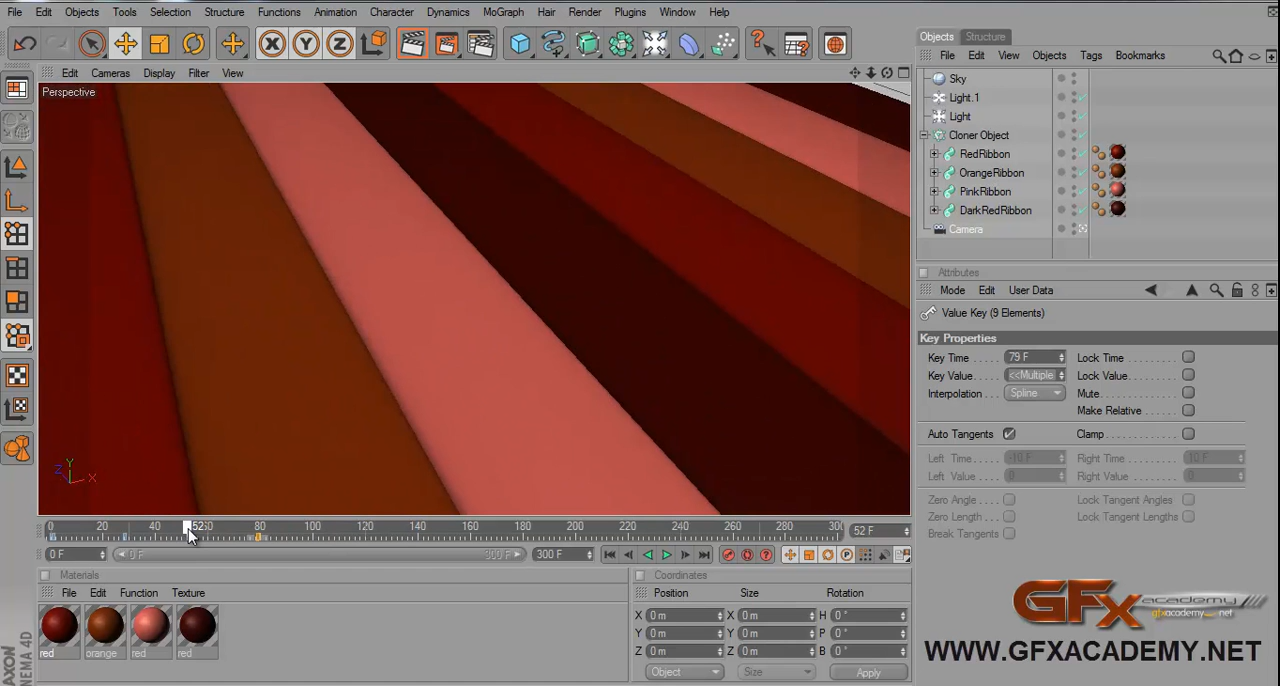 File Edit Objects Tools Selection Structure Functions Animation Character Dynamics MoGraph Hair Render Plugins Window Help
Objects Structure
File Edit View Objects Tags Bookmarks
Edit Cameras Display Filter View
Perspective
Sky
Light.1
Light
Cloner Object
RedRibbon
OrangeRibbon
PinkRibbon
DarkRedRibbon
Camera
Attributes
Mode Edit User Data
Value Key (9 Elements)
Key Properties
Key Time 79 F Lock Time
Key Value <<Multiple Lock Value
Interpolation Spline Mute
Make Relative
Auto Tangents Clamp
Left Time -10 F Right Time 10 F
Left Value 0 Right Value 0
Zero Angle Lock Tangent Angles
Zero Length Lock Tangent Lengths
Break Tangents
Y
Z X
0 20 40 52 80 100 120 140 160 180 200 220 240 260 280 300 52 F
0 F 0 F 300 F 300 F
Materials
File Edit Function Texture
red orange red red
Coordinates
Position Size Rotation
X 0 m X 0 m H 0 °
Y 0 m Y 0 m P 0 °
Z 0 m Z 0 m B 0 °
Object Size Apply
GFx academy
gfxacademy.net
WWW.GFXACADEMY.NET
AXON
NEMA 4D